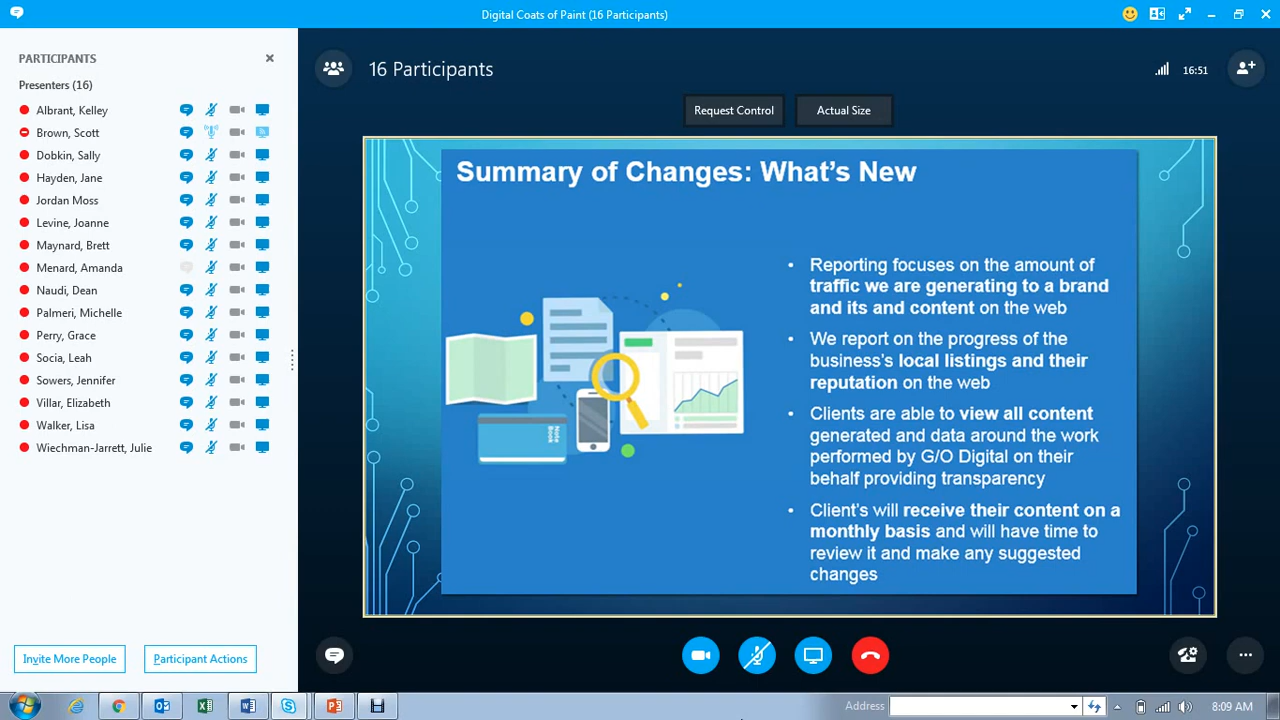 Digital Coats of Paint (16 Participants)
PARTICIPANTS
Presenters (16)
Albrant, Kelley
Brown, Scott
Dobkin, Sally
Hayden, Jane
Jordan Moss
Levine, Joanne
Maynard, Brett
Menard, Amanda
Naudi, Dean
Palmeri, Michelle
Perry, Grace
Socia, Leah
Sowers, Jennifer
Villar, Elizabeth
Walker, Lisa
Wiechman-Jarrett, Julie
Invite More People
Participant Actions
16 Participants
16:51
Request Control
Actual Size
Summary of Changes: What's New
• Reporting focuses on the amount of
traffic we are generating to a brand
and its and content on the web
• We report on the progress of the
business's local listings and their
reputation on the web
• Clients are able to view all content
generated and data around the work
performed by G/O Digital on their
behalf providing transparency
• Client's will receive their content on a
monthly basis and will have time to
review it and make any suggested
changes
Note
Book
Address
8:09 AM